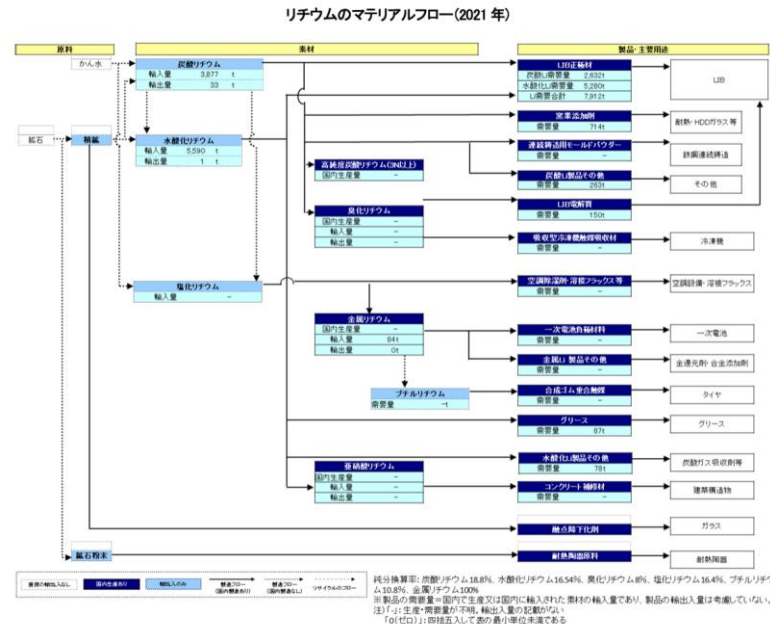 リチウムのマテリアルフロー(2021 年)
原料
素材
製品・主要用途
かん水
炭酸リチウム
輸入量 3,877 t
輸出量 33 t
LIB正極材
炭酸Li需要量 2,632t
水酸化Li需要量 5,280t
Li需要合計 7,912t
LIB
窯業添加剤
需要量 714t
耐熱・HDDガラス等
鉱石
精鉱
水酸化リチウム
輸入量 5,590 t
輸出量 1 t
連続鋳造用モールドパウダー
需要量 -
鉄鋼連続鋳造
高純度炭酸リチウム(3N以上)
国内生産量 -
炭酸Li製品その他
需要量 263t
その他
臭化リチウム
国内生産量 -
輸入量 -
輸出量 -
LIB電解質
需要量 150t
吸収型冷凍機触媒吸収材
需要量 -
冷凍機
塩化リチウム
輸入量 -
空調除湿剤・溶接フラックス等
需要量 -
空調設備・溶接フラックス
金属リチウム
国内生産量 -
輸入量 84t
輸出量 0t
一次電池負極材料
需要量 -
一次電池
金属Li 製品その他
需要量 -
金還元剤・合金添加剤
ブチルリチウム
需要量 -t
合成ゴム重合触媒
需要量 -
タイヤ
グリース
需要量 87t
グリース
亜硝酸リチウム
国内生産量 -
輸入量 -
輸出量 -
水酸化Li製品その他
需要量 78t
炭酸ガス吸収剤等
コンクリート補修材
需要量 -
建築構造物
融点降下化剤
ガラス
鉱石粉末
耐熱陶器原料
耐熱陶器
直接の輸出入なし
国内生産あり
輸出入のみ
製造フロー
(国内製造あり)
製造フロー
(国内製造なし)
リサイクルのフロー
純分換算率: 炭酸リチウム18.8%、水酸化リチウム16.54%、臭化リチウム8%、塩化リチウム16.4%、ブチルリチウ
ム10.8%、金属リチウム100%
※製品の需要量=国内で生産又は国内に輸入された素材の輸入量であり、製品の輸出入量は考慮していない。
注)「-」: 生産・需要量が不明、輸出入量の記載がない
「0(ゼロ)」: 四捨五入して表の最小単位未満である